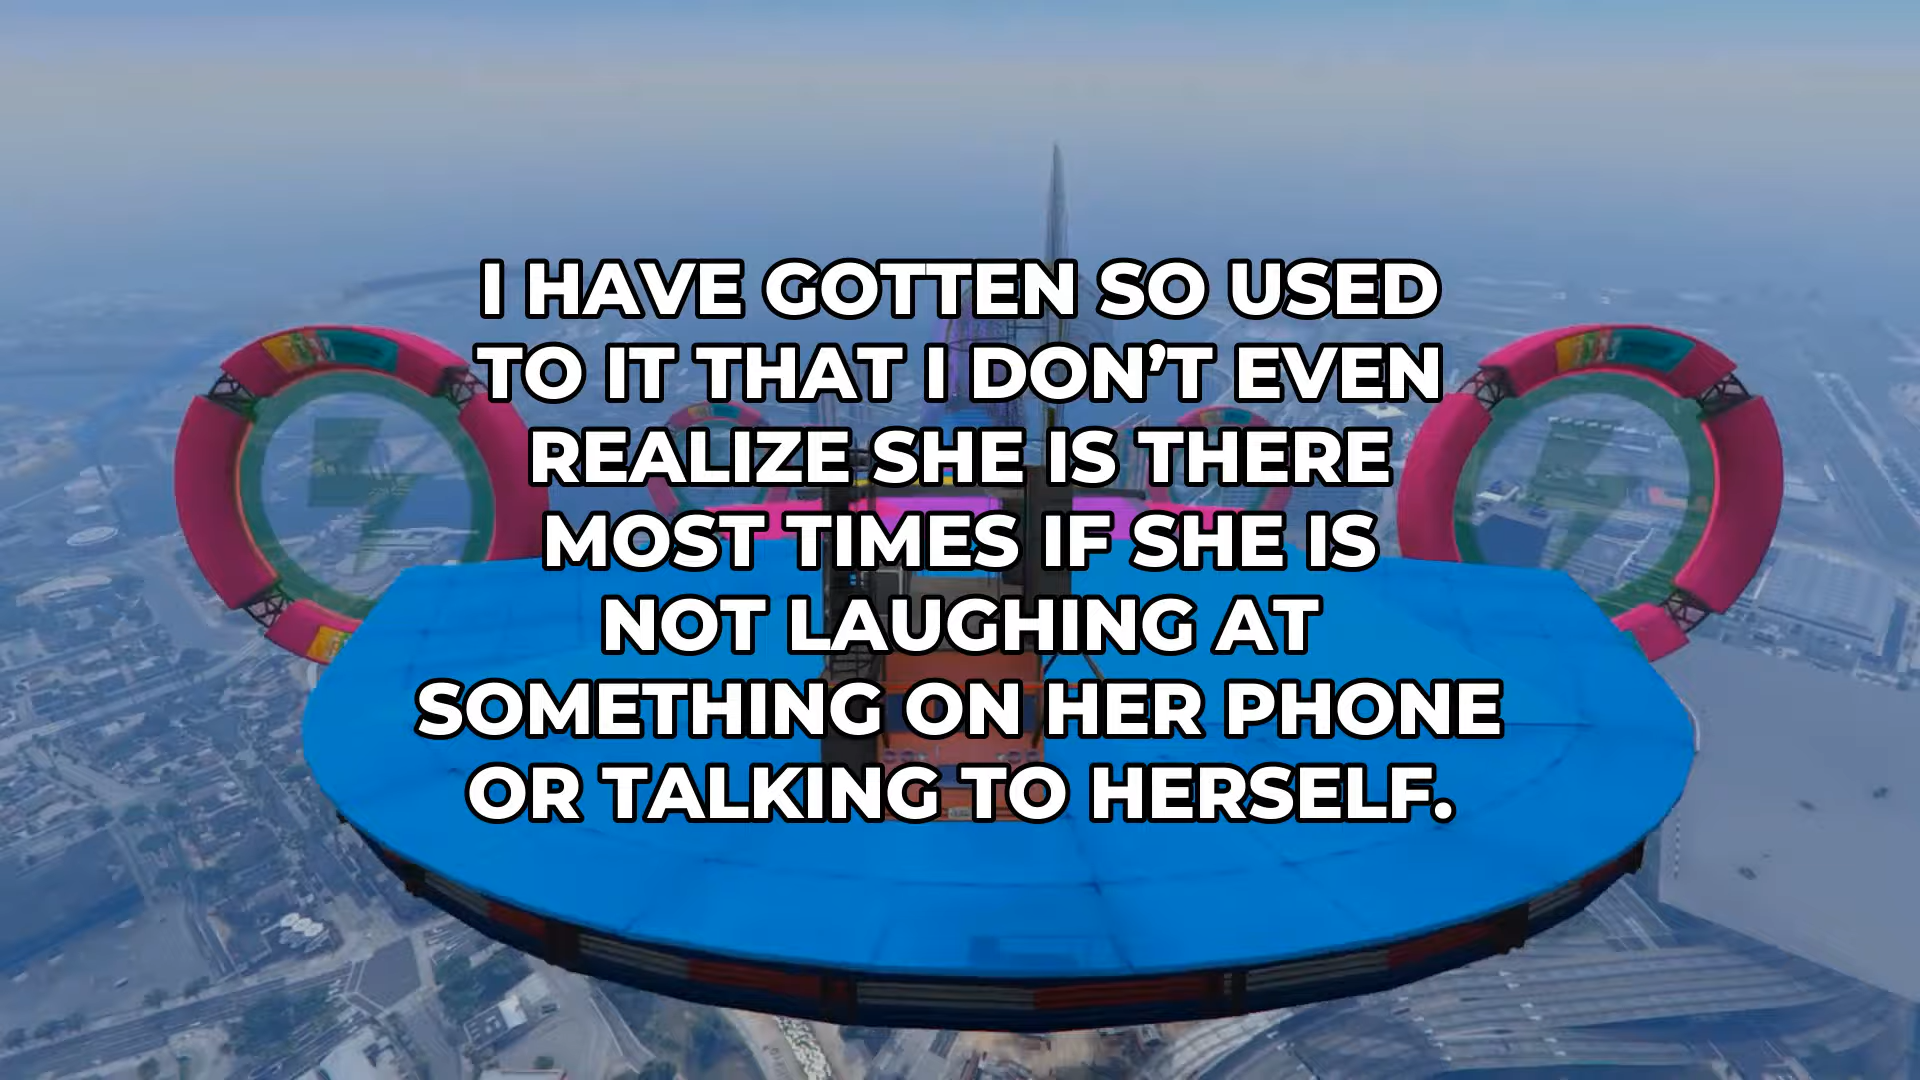 I HAVE GOTTEN SO USED
TO IT THAT I DON’T EVEN
REALIZE SHE IS THERE
MOST TIMES IF SHE IS
NOT LAUGHING AT
SOMETHING ON HER PHONE
OR TALKING TO HERSELF.